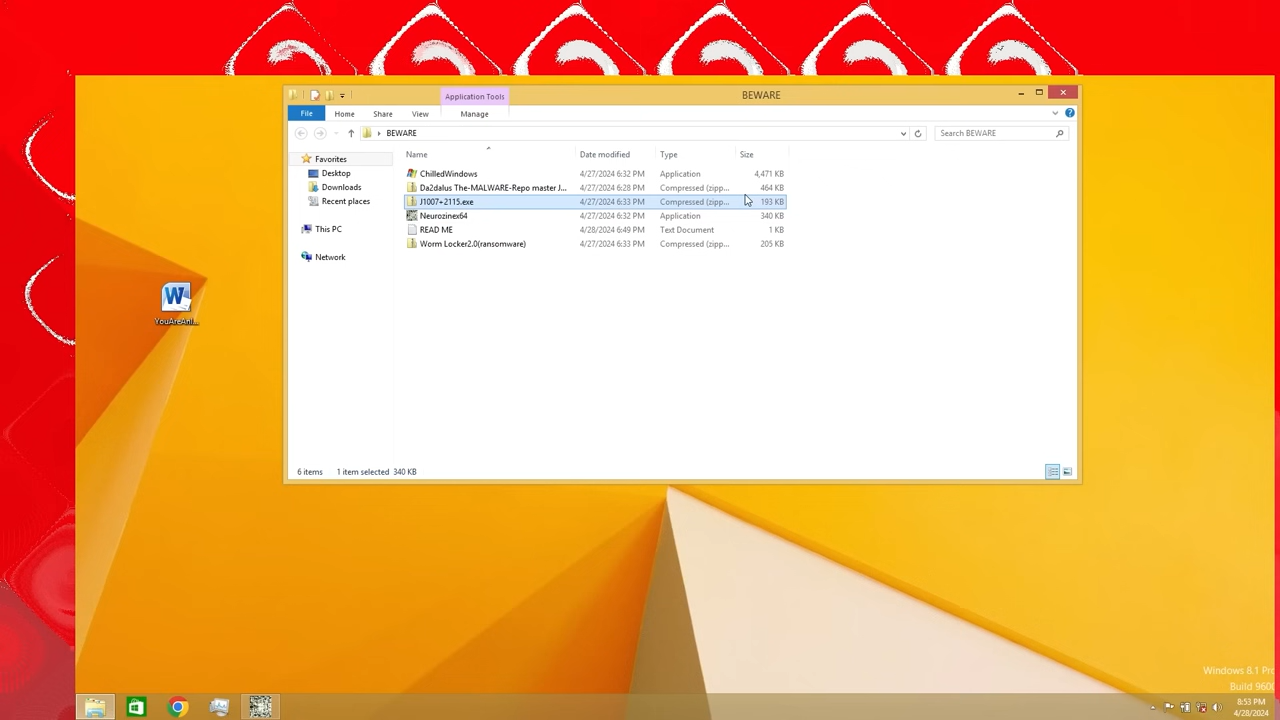 Application Tools
BEWARE
File Home Share View Manage
BEWARE
Search BEWARE
Name Date modified Type Size
Favorites
Desktop
Downloads
Recent places
This PC
Network
ChilledWindows 4/27/2024 6:32 PM Application 4,471 KB
Da2dalus The-MALWARE-Repo master J... 4/27/2024 6:28 PM Compressed (zipp... 464 KB
J1007+2115.exe 4/27/2024 6:33 PM Compressed (zipp... 193 KB
Neurozinex64 4/27/2024 6:32 PM Application 340 KB
READ ME 4/28/2024 6:49 PM Text Document 1 KB
Worm Locker2.0(ransomware) 4/27/2024 6:33 PM Compressed (zipp... 205 KB
6 items 1 item selected 340 KB
Windows 8.1 Pro
Build 9600
8:53 PM
4/28/2024